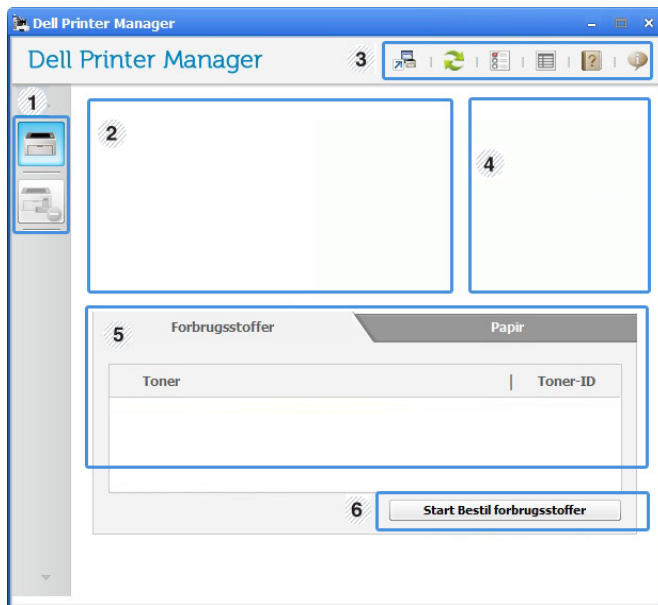 Dell Printer Manager
Dell Printer Manager
3
1
2
4
5
Forbrugsstoffer
Papir
Toner
Toner-ID
6
Start Bestil forbrugsstoffer